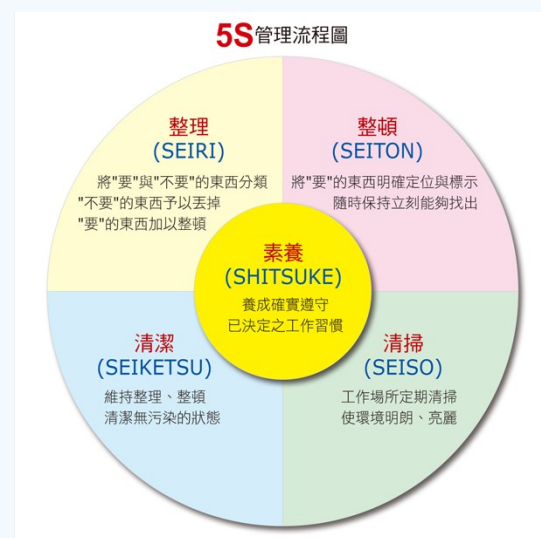 5S管理流程圖
整理
(SEIRI)
將"要"與"不要"的東西分類
"不要"的東西予以丟掉
"要"的東西加以整頓
整頓
(SEITON)
將"要"的東西明確定位與標示
隨時保持立刻能夠找出
素養
(SHITSUKE)
養成確實遵守
已決定之工作習慣
清潔
(SEIKETSU)
維持整理、整頓
清潔無污染的狀態
清掃
(SEISO)
工作場所定期清掃
使環境明朗、亮麗